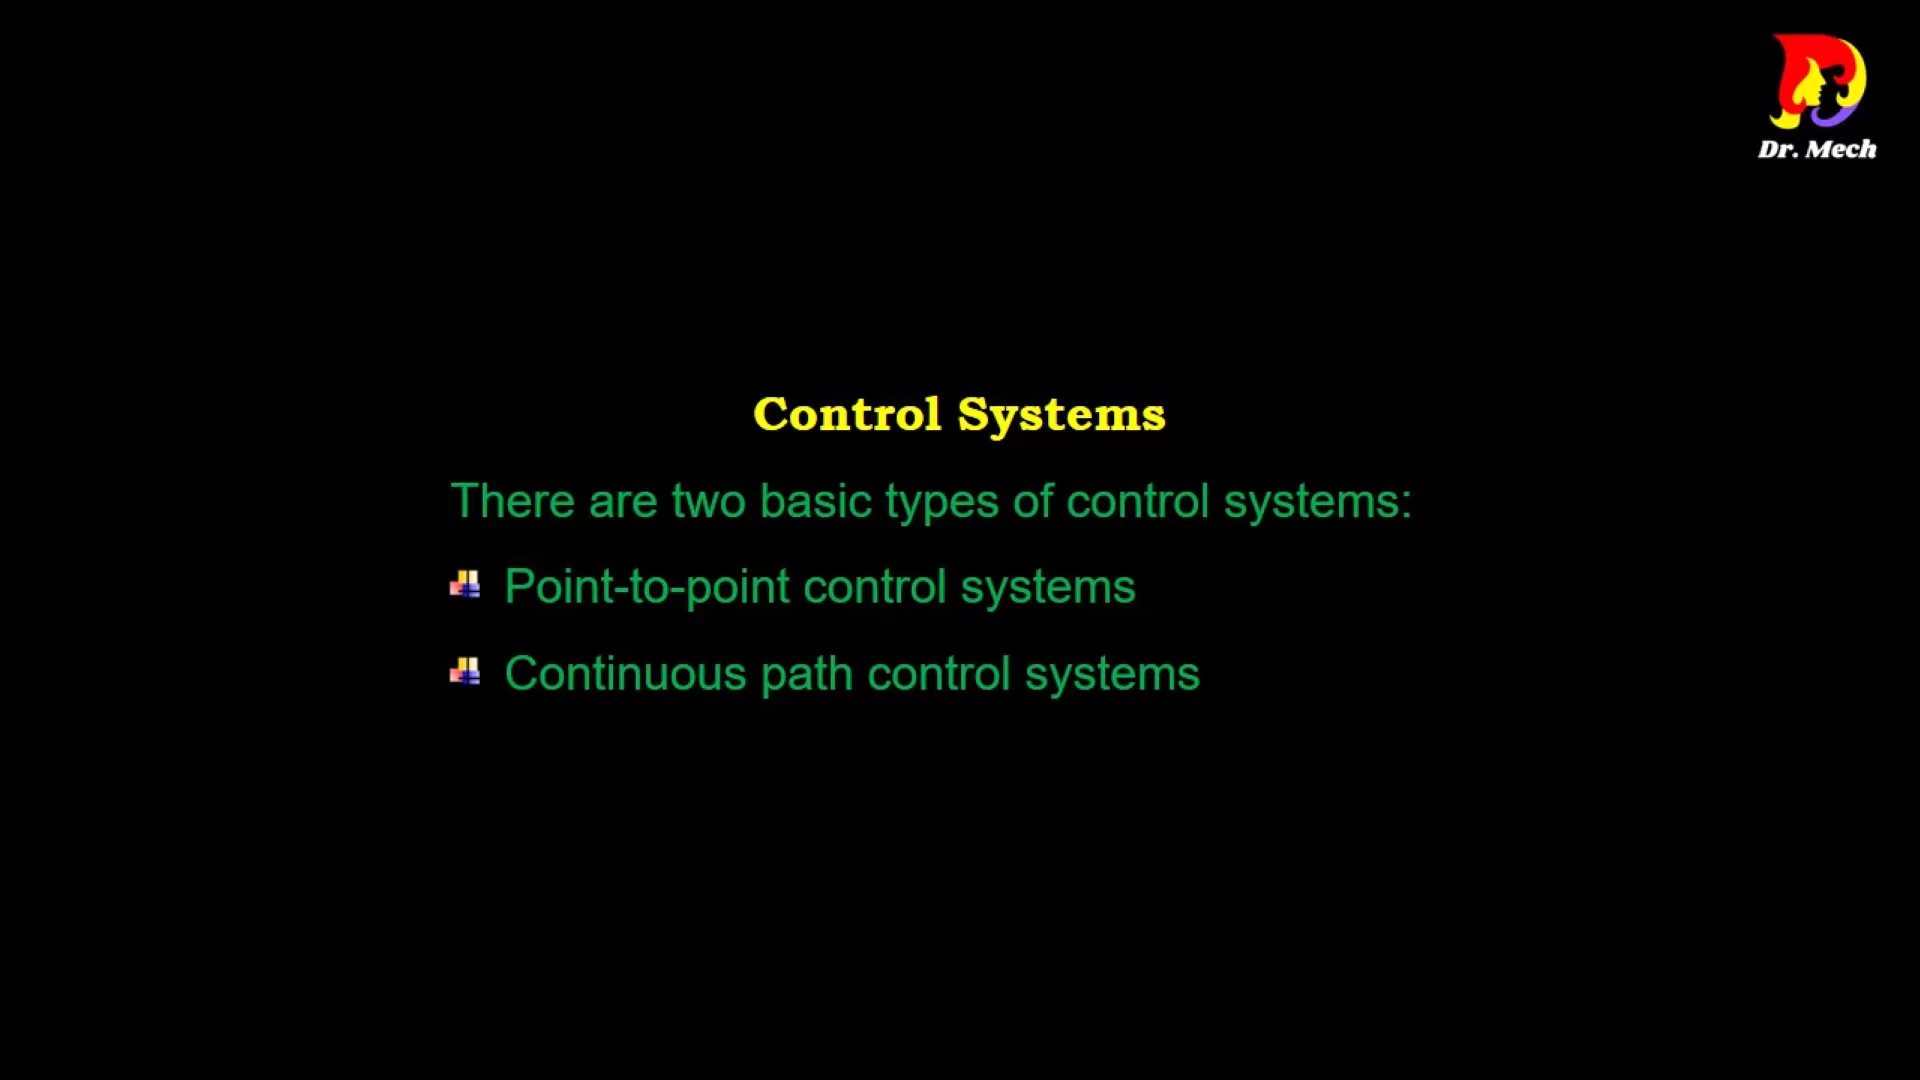 Dr. Mech
Control Systems
There are two basic types of control systems:
Point-to-point control systems
Continuous path control systems